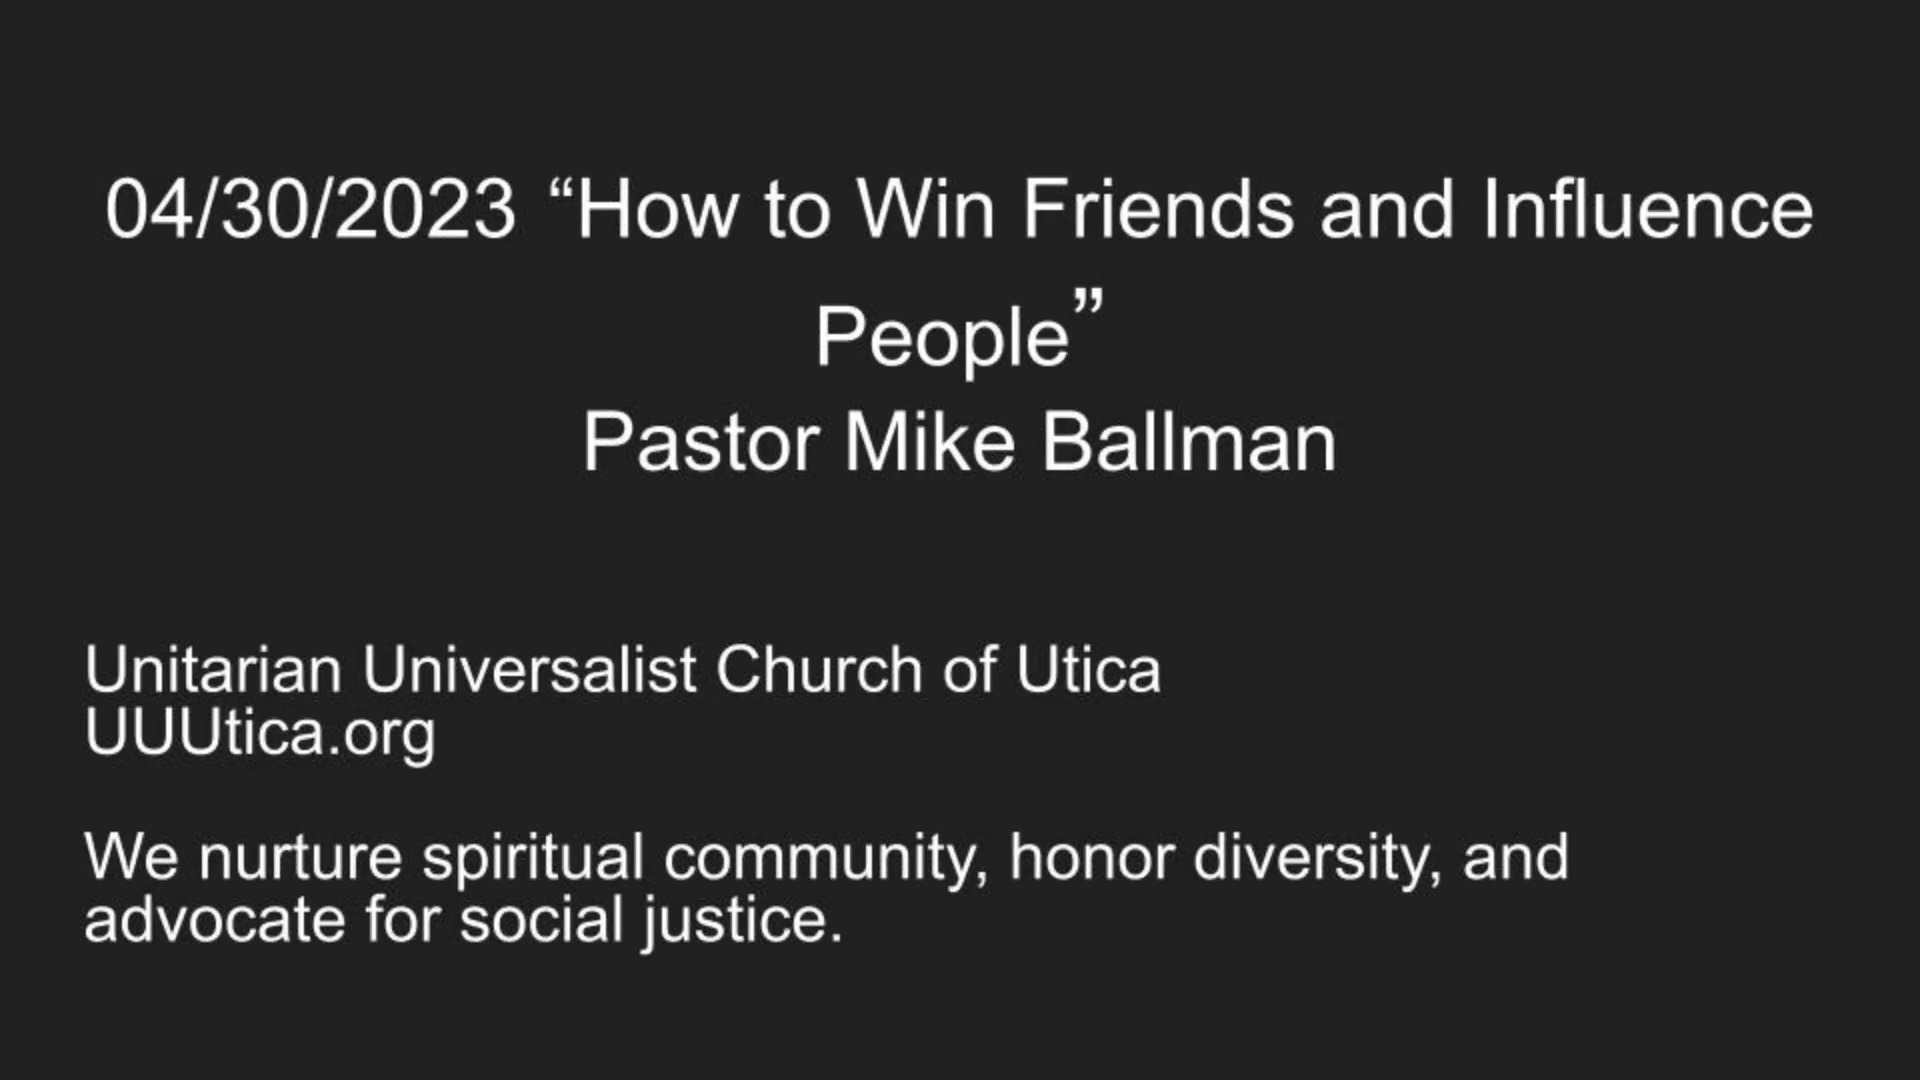 04/30/2023 “How to Win Friends and Influence
People”
Pastor Mike Ballman
Unitarian Universalist Church of Utica
UUUtica.org
We nurture spiritual community, honor diversity, and
advocate for social justice.